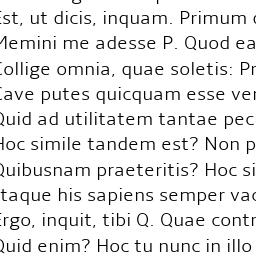 Est, ut dicis, inquam. Primum
Memini me adesse P. Quod ea
Collige omnia, quae soletis: Pr
Cave putes quicquam esse ver
Quid ad utilitatem tantae pec
Hoc simile tandem est? Non p
Quibusnam praeteritis? Hoc si
Itaque his sapiens semper vac
Ergo, inquit, tibi Q. Quae contr
Quid enim? Hoc tu nunc in illo